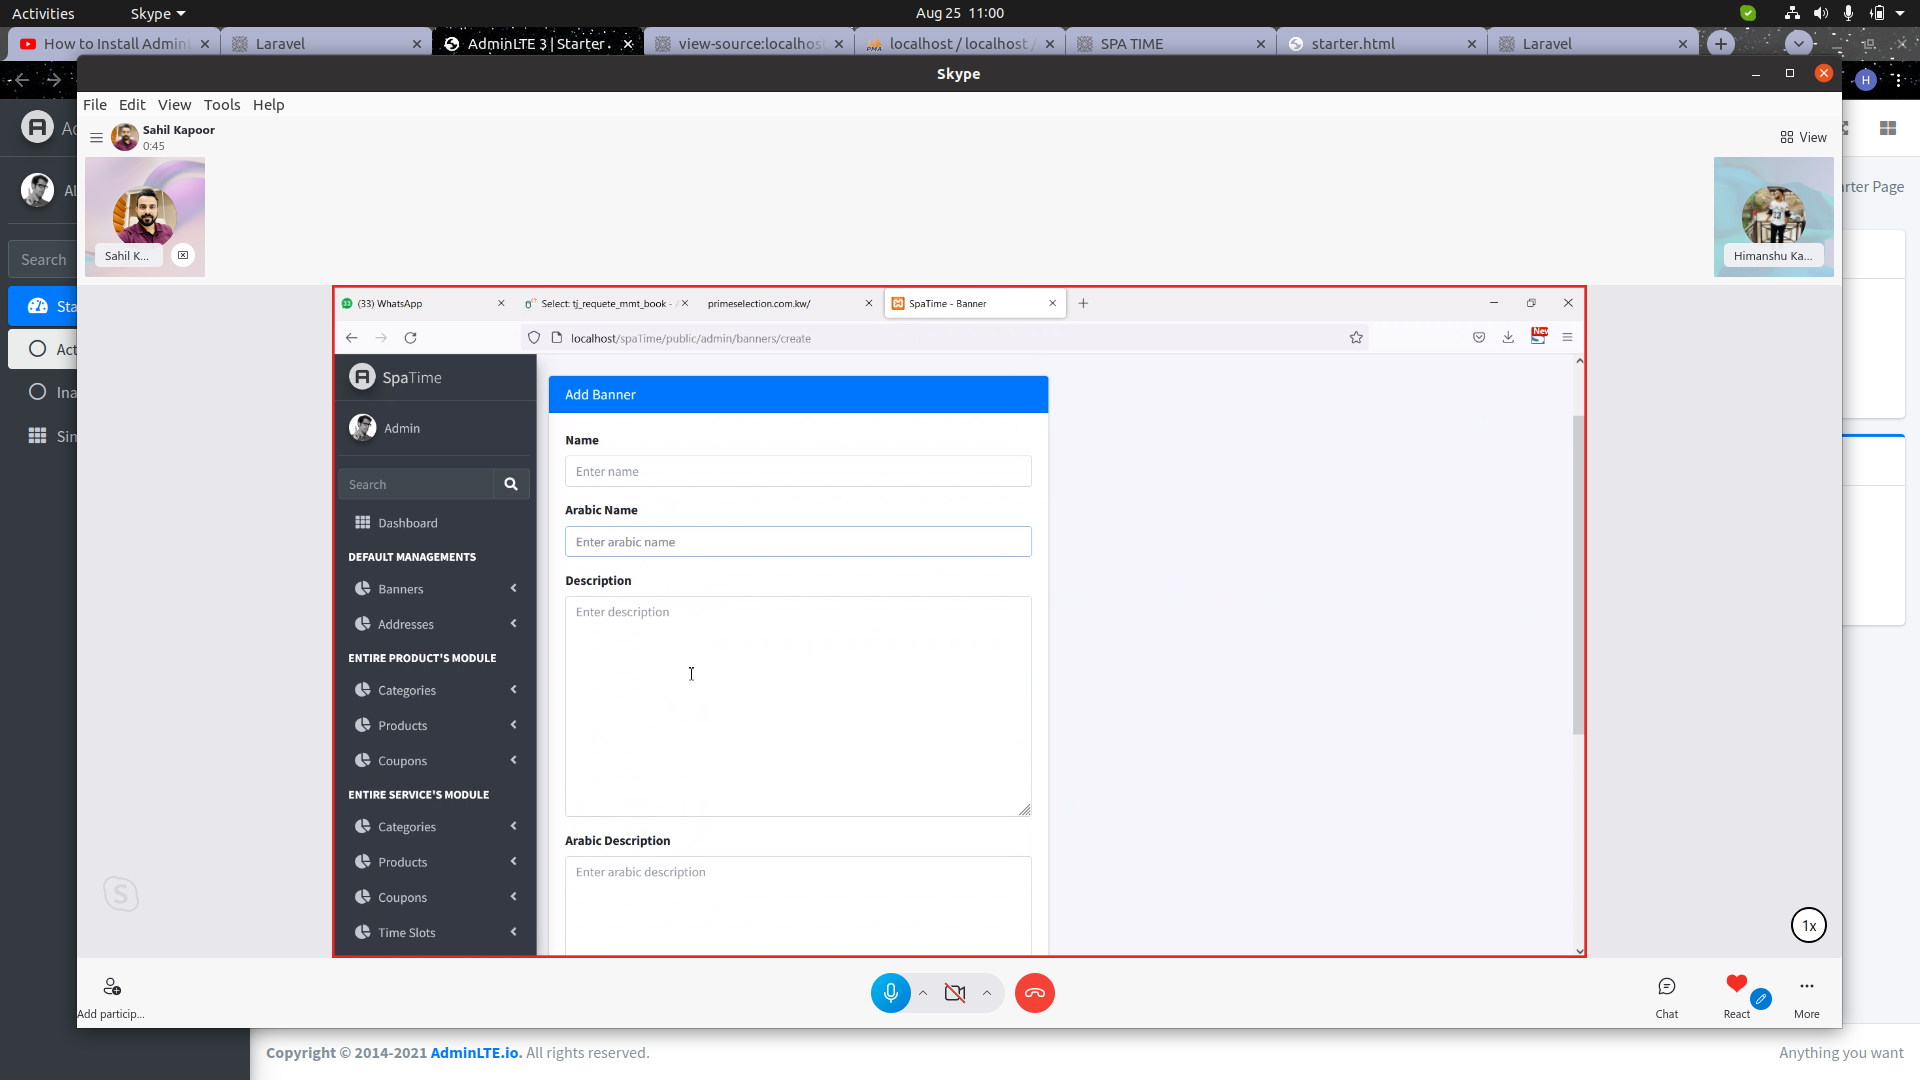 Activities
Skype
Aug 25 11:00
How to Install Admin
Laravel
AdminLTE 3 | Starter
view-source:localhos
localhost / localhost /
SPA TIME
starter.html
Laravel
Skype
H
File Edit View Tools Help
Sahil Kapoor
0:45
View
Sahil K...
Himanshu Ka...
rter Page
Search
(33) WhatsApp
Select: tj_requete_mmt_book -
primeselection.com.kw/
SpaTime - Banner
localhost/spaTime/public/admin/banners/create
New
SpaTime
Admin
Search
Dashboard
DEFAULT MANAGEMENTS
Banners
Addresses
ENTIRE PRODUCT'S MODULE
Categories
Products
Coupons
ENTIRE SERVICE'S MODULE
Categories
Products
Coupons
Time Slots
Add Banner
Name
Enter name
Arabic Name
Enter arabic name
Description
Enter description
Arabic Description
Enter arabic description
Sta
Act
Ina
Sin
1x
Add particip...
Chat
React
More
Copyright © 2014-2021 AdminLTE.io. All rights reserved.
Anything you want